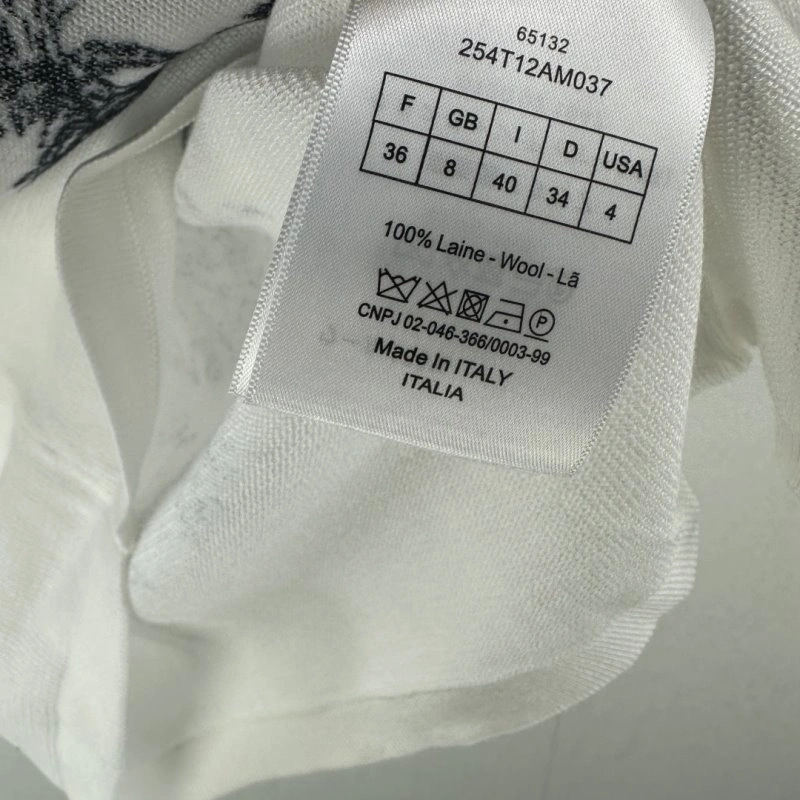 65132
254T12AM037
F GB I D USA
36 8 40 34 4
100% Laine - Wool - Lã
P
CNPJ 02-046-366/0003-99
Made In ITALY
ITALIA